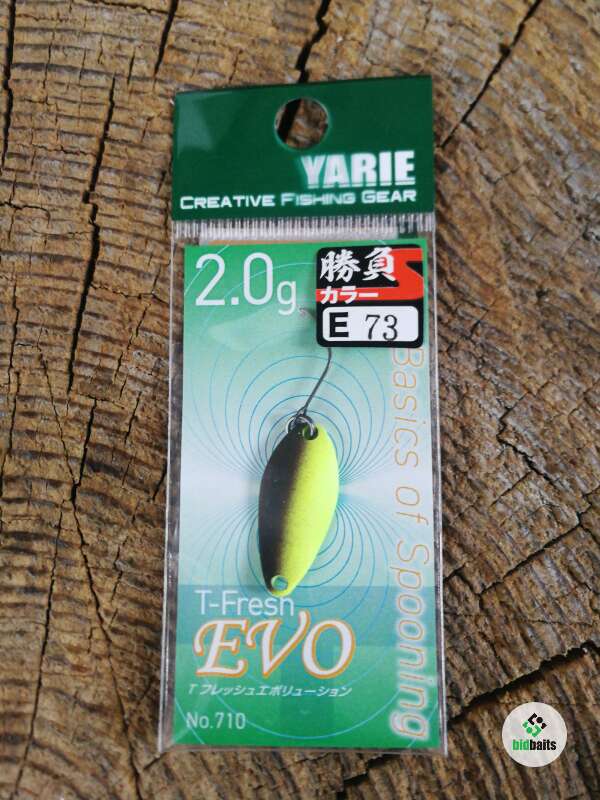 YARIE
CREATIVE FISHING GEAR
2.0g
勝負
カラー
E 73
Basics of Spooning
T-Fresh
EVO
T フレッシュエボリューション
No.710
bidbaits